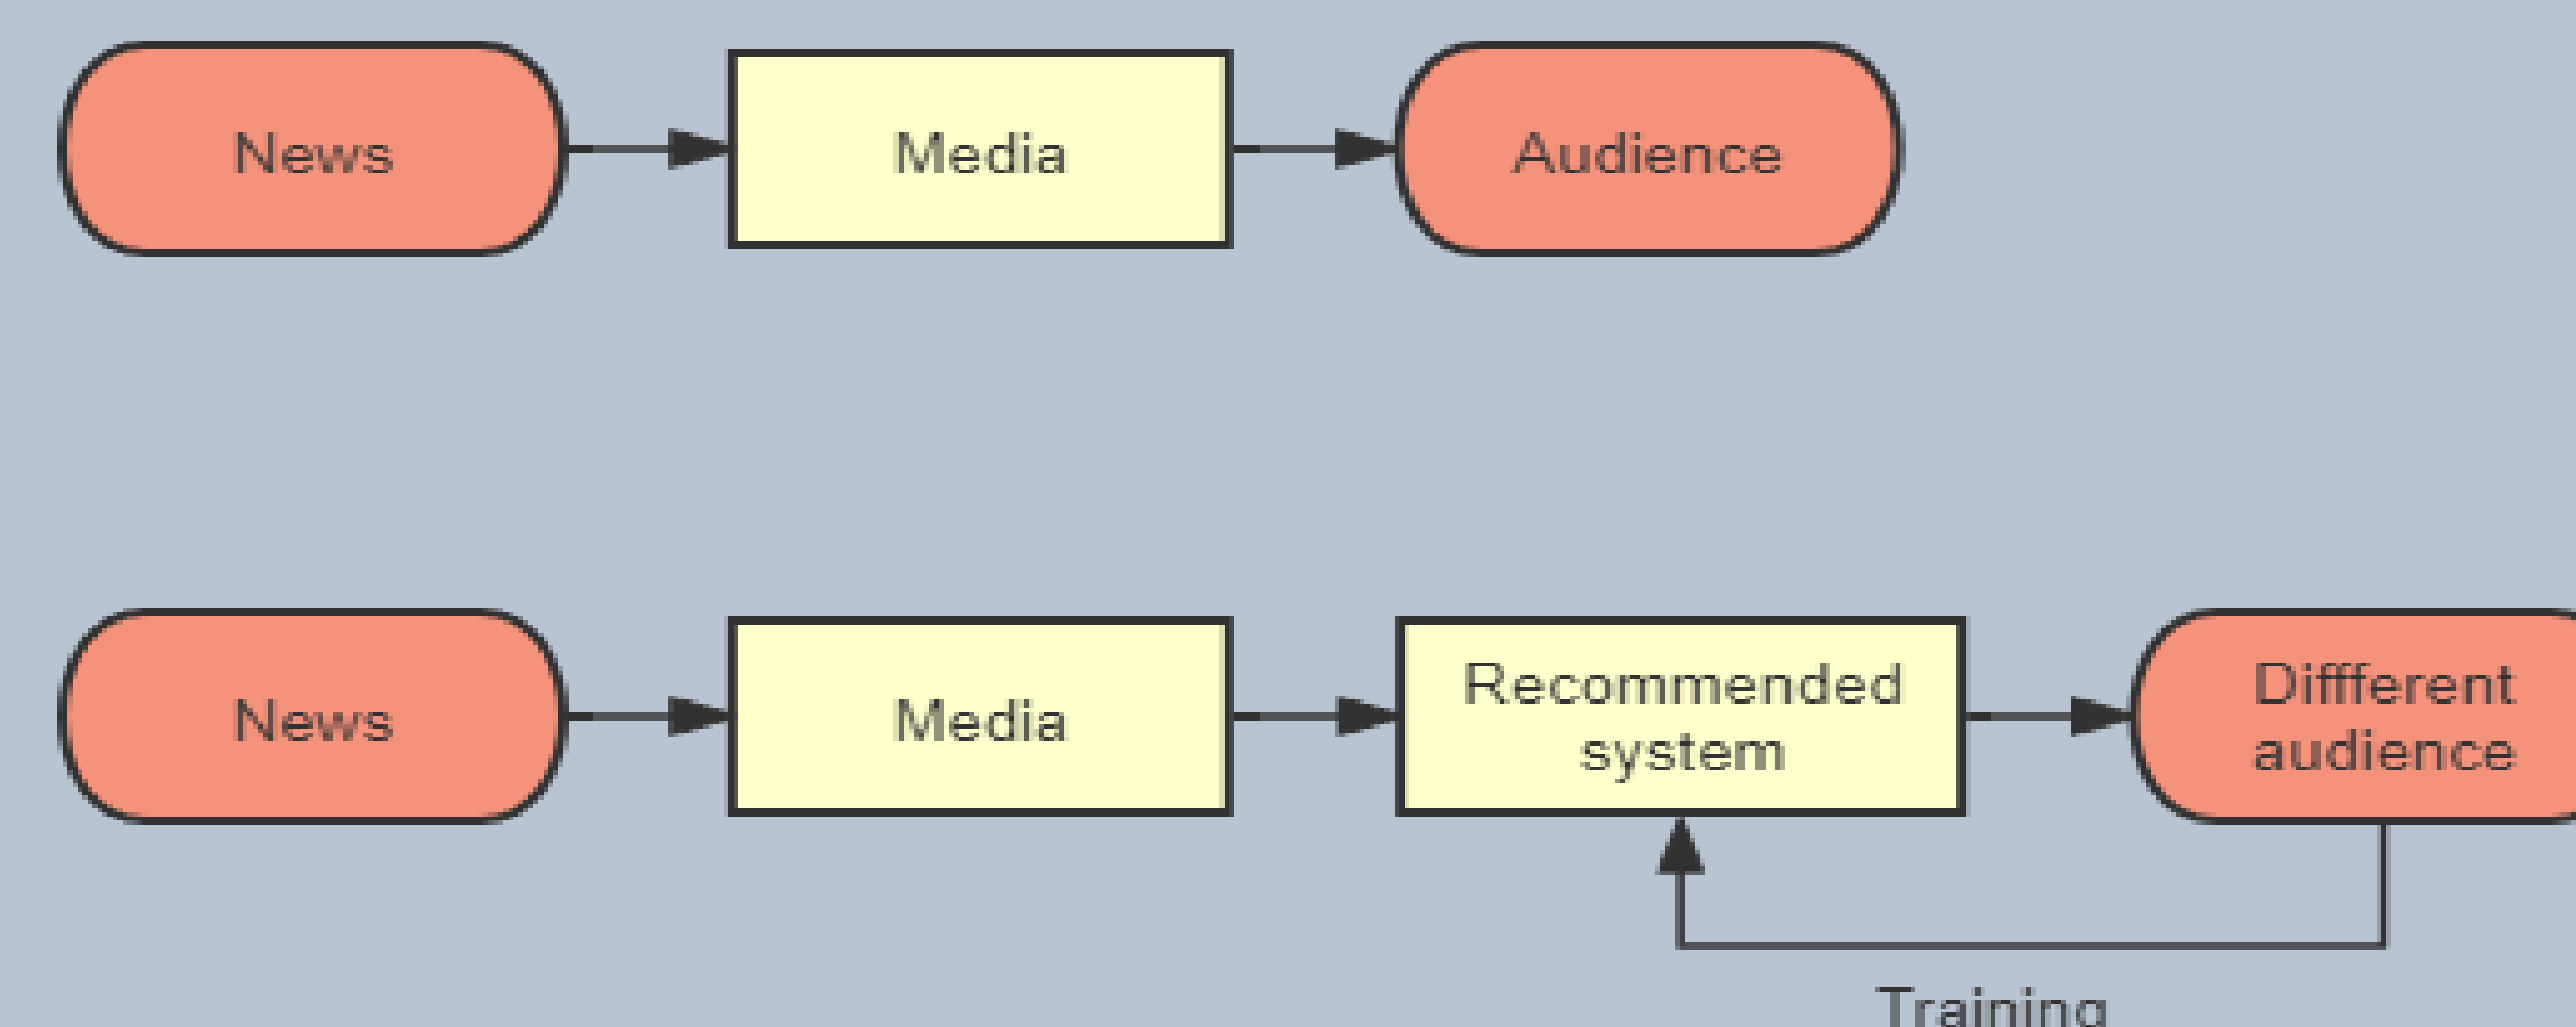 News
Media
Audience
News
Media
Recommended
system
Diffferent
audience
Training